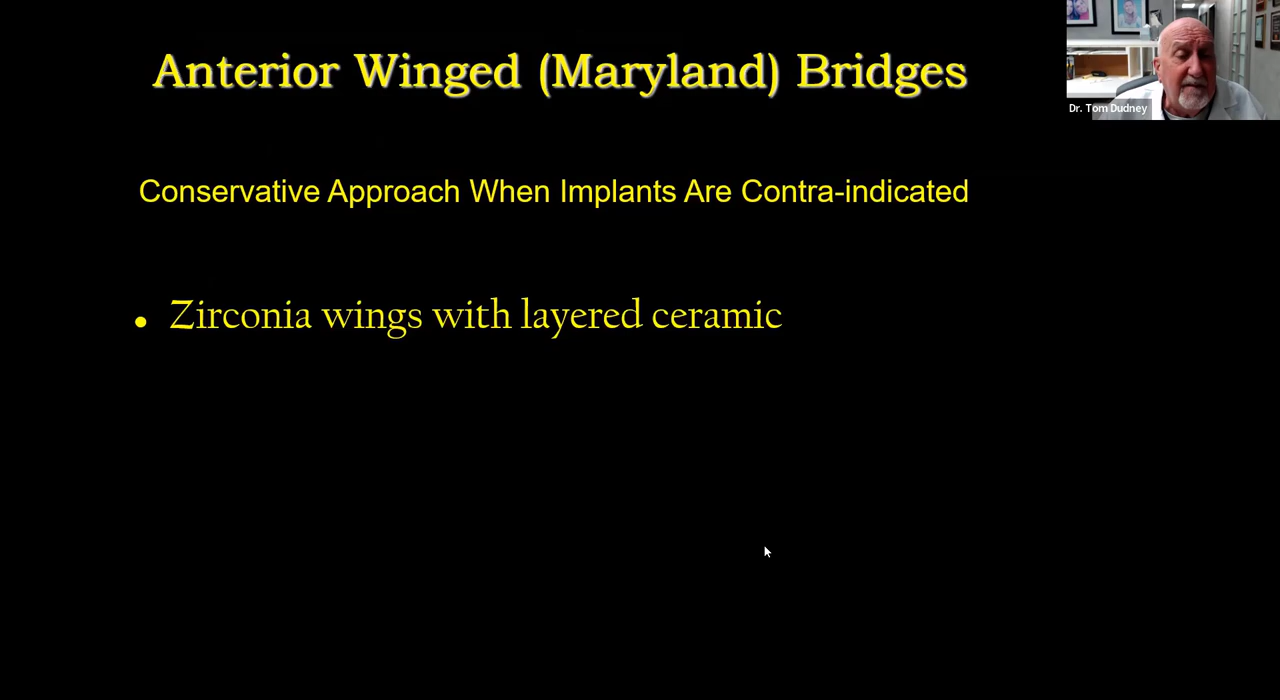 Anterior Winged (Maryland) Bridges
Dr. Tom Dudney
Conservative Approach When Implants Are Contra-indicated
• Zirconia wings with layered ceramic